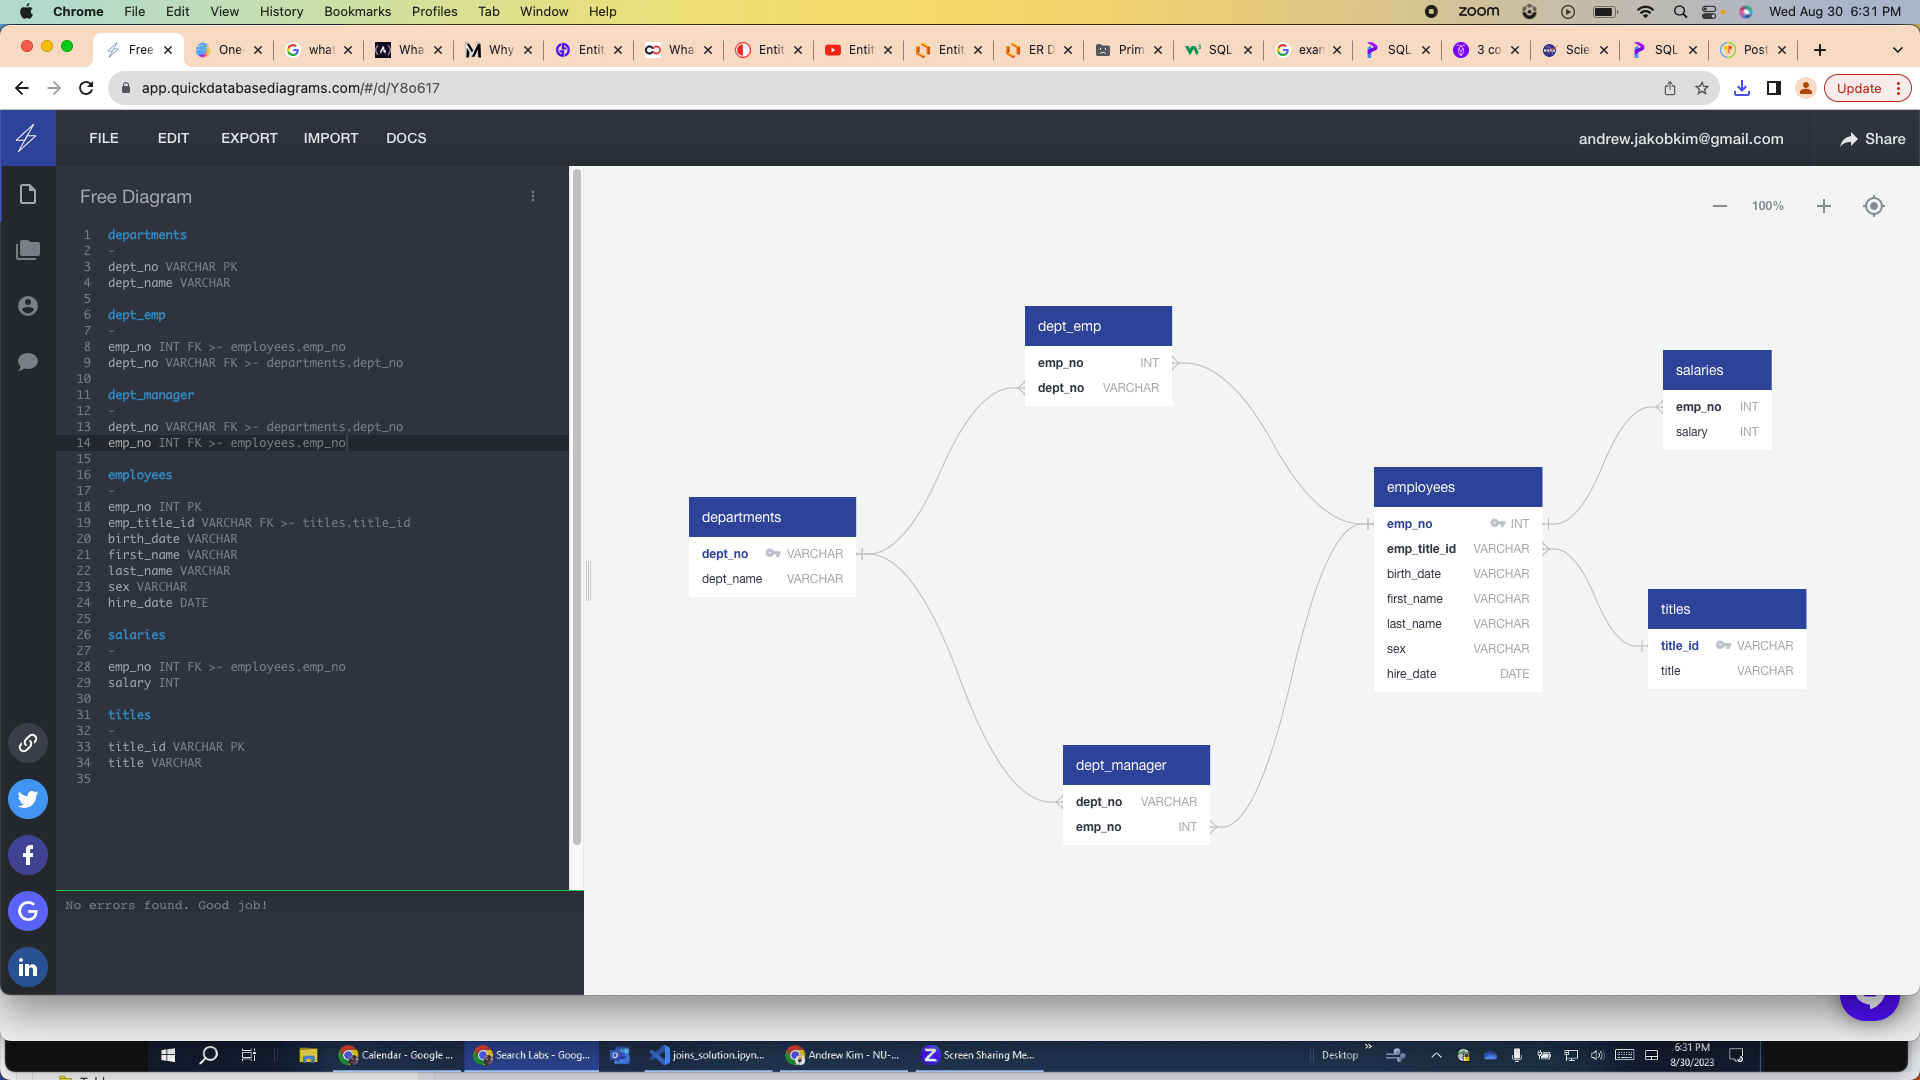 Chrome File Edit View History Bookmarks Profiles Tab Window Help
zoom Wed Aug 30 6:31 PM
Free One- what Wha Why Entit Wha Entit Entit Entit ER D Prim SQL exar SQL 3 co Scie SQL Post
app.quickdatabasediagrams.com/#/d/Y8o617
Update
FILE EDIT EXPORT IMPORT DOCS
andrew.jakobkim@gmail.com
Share
Free Diagram
1 departments
2 -
3 dept_no VARCHAR PK
4 dept_name VARCHAR
5
6 dept_emp
7 -
8 emp_no INT FK >- employees.emp_no
9 dept_no VARCHAR FK >- departments.dept_no
10
11 dept_manager
12 -
13 dept_no VARCHAR FK >- departments.dept_no
14 emp_no INT FK >- employees.emp_no
15
16 employees
17 -
18 emp_no INT PK
19 emp_title_id VARCHAR FK >- titles.title_id
20 birth_date VARCHAR
21 first_name VARCHAR
22 last_name VARCHAR
23 sex VARCHAR
24 hire_date DATE
25
26 salaries
27 -
28 emp_no INT FK >- employees.emp_no
29 salary INT
30
31 titles
32 -
33 title_id VARCHAR PK
34 title VARCHAR
35
No errors found. Good job!
100%
dept_emp
emp_no INT
dept_no VARCHAR
salaries
emp_no INT
salary INT
departments
dept_no VARCHAR
dept_name VARCHAR
employees
emp_no INT
emp_title_id VARCHAR
birth_date VARCHAR
first_name VARCHAR
last_name VARCHAR
sex VARCHAR
hire_date DATE
titles
title_id VARCHAR
title VARCHAR
dept_manager
dept_no VARCHAR
emp_no INT
Calendar - Google ...
Search Labs - Goog...
joins_solution.ipyn...
Andrew Kim - NU-...
Screen Sharing Me...
Desktop
6:31 PM
8/30/2023